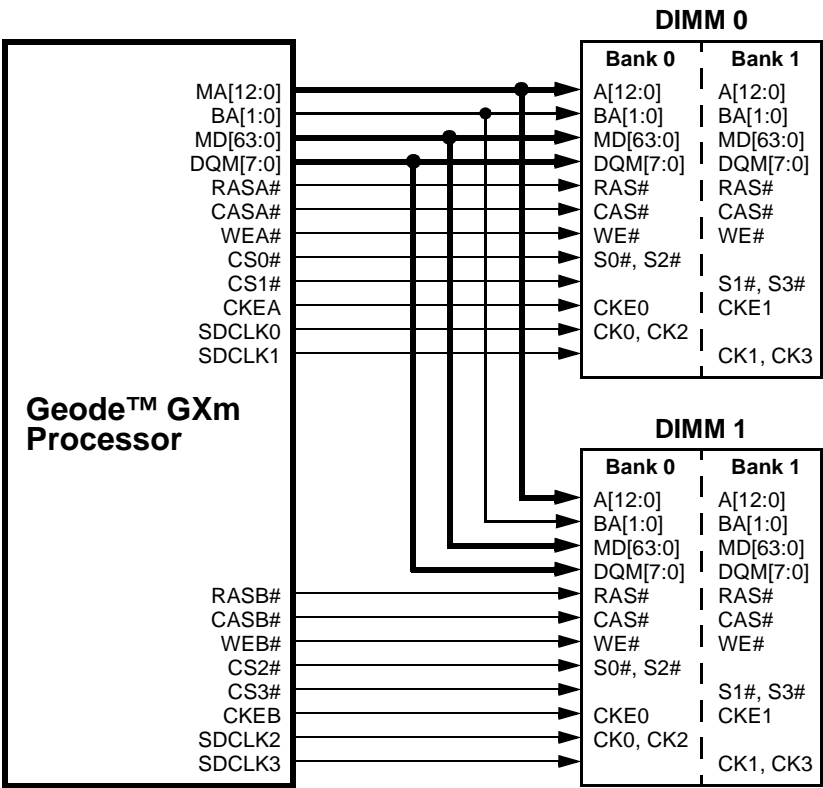 DIMM 0
Bank 0 Bank 1
MA[12:0] A[12:0] A[12:0]
BA[1:0] BA[1:0] BA[1:0]
MD[63:0] MD[63:0] MD[63:0]
DQM[7:0] DQM[7:0] DQM[7:0]
RASA# RAS# RAS#
CASA# CAS# CAS#
WEA# WE# WE#
CS0# S0#, S2#
CS1# S1#, S3#
CKEA CKE0 CKE1
SDCLK0 CK0, CK2
SDCLK1 CK1, CK3
Geode™ GXm
Processor
DIMM 1
Bank 0 Bank 1
A[12:0] A[12:0]
BA[1:0] BA[1:0]
MD[63:0] MD[63:0]
DQM[7:0] DQM[7:0]
RASB# RAS# RAS#
CASB# CAS# CAS#
WEB# WE# WE#
CS2# S0#, S2#
CS3# S1#, S3#
CKEB CKE0 CKE1
SDCLK2 CK0, CK2
SDCLK3 CK1, CK3